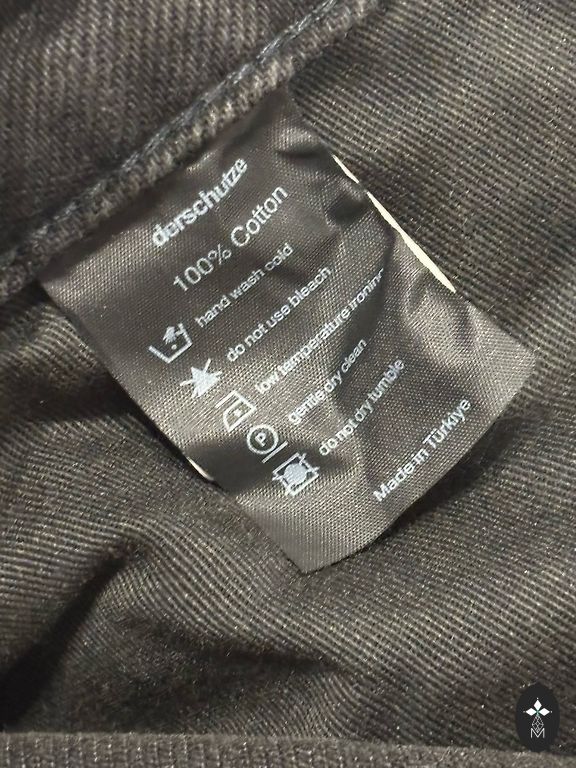 derschutze
100% Cotton
hand wash cold
do not use bleach
low temperature ironing
P
gentle dry clean
do not dry tumble
Made in Türkiye
M